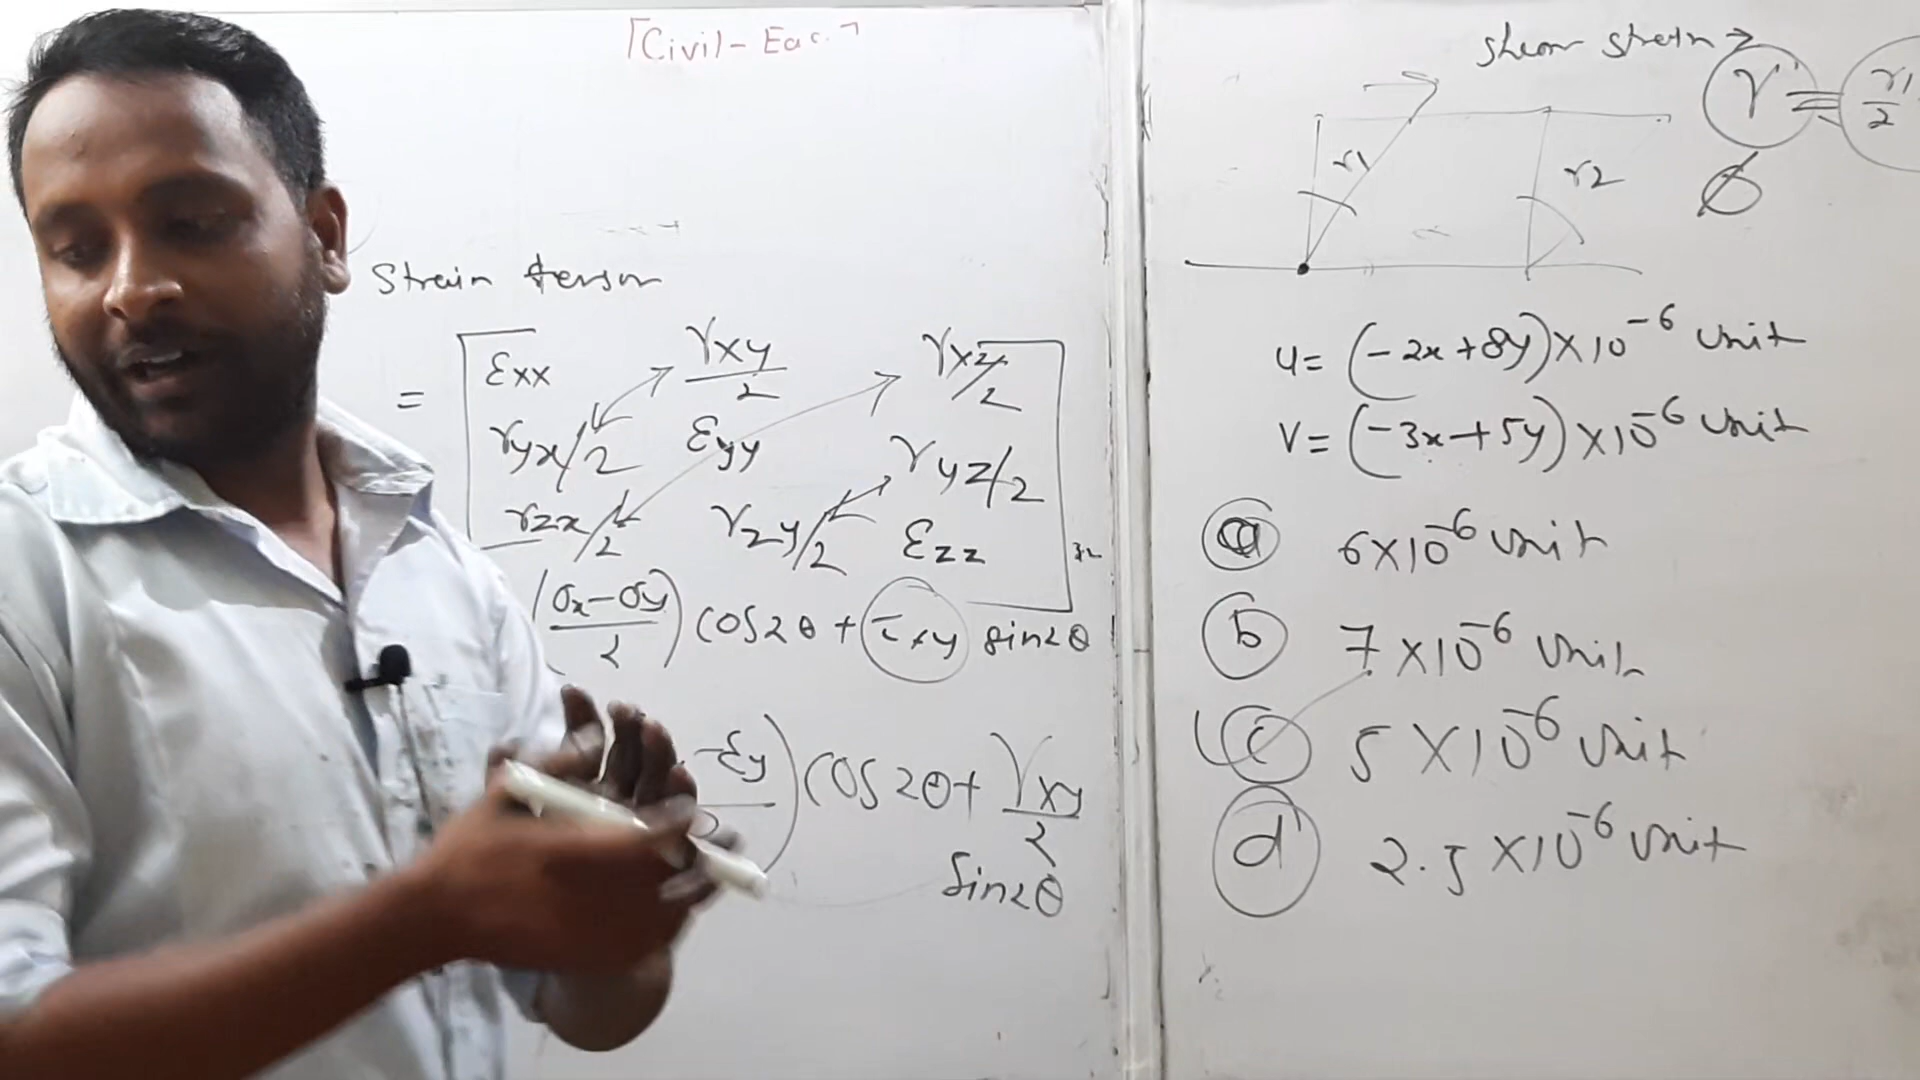 [Civil-
Strain tensor
= [ εxx γxy/2 γxz/2
γyx/2 εyy γyz/2
γzx/2 γzy/2 εzz ]
(σx-σy/2) cos2θ + τxy sin2θ
-εy/2) cos2θ + γxy/2
sin2θ
shear strain →
γ = γ1/2
γ1 γ2 φ
u= (-2x+8y)×10⁻⁶ unit
v= (-3x+5y)×10⁻⁶ unit
ⓐ 6×10⁻⁶ unit
ⓑ 7×10⁻⁶ unit
ⓒ 5×10⁻⁶ unit
ⓓ 2.5×10⁻⁶ unit